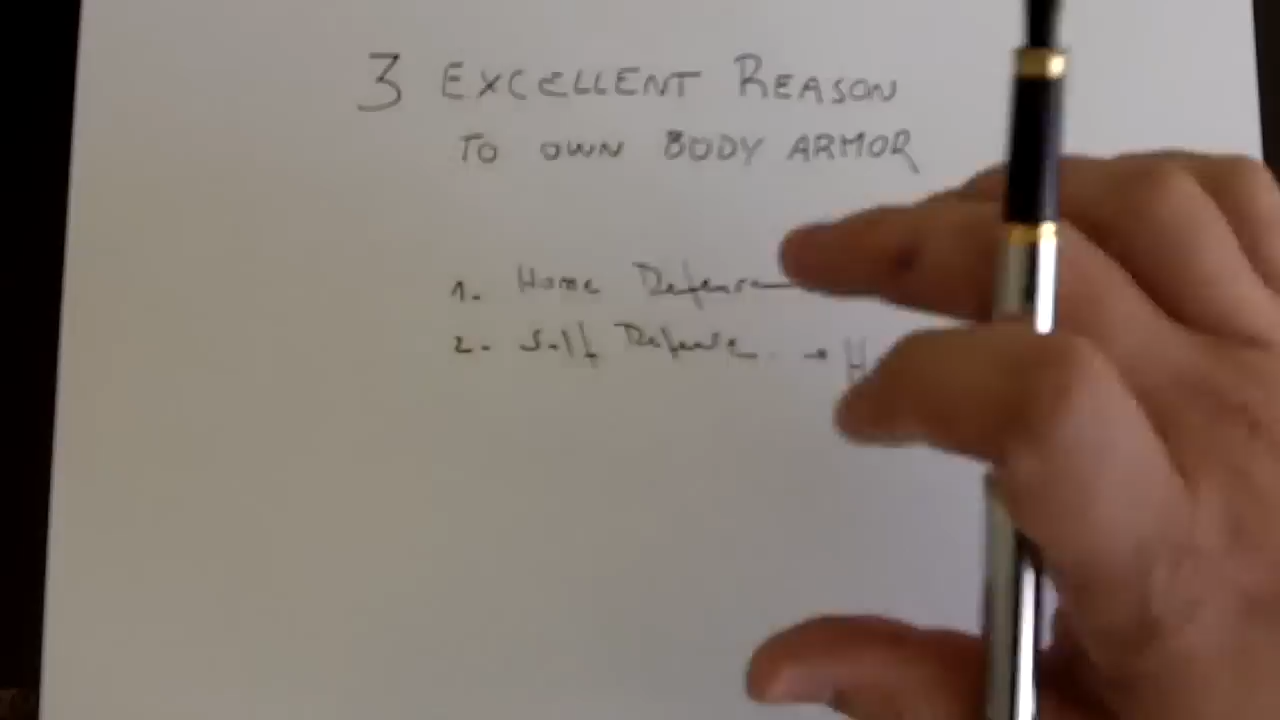 3 EXCELLENT REASON
TO OWN BODY ARMOR
1. Home Defense
2. Self Defense. → H